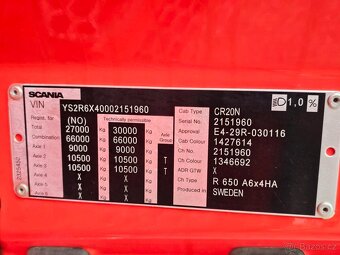 SCANIA
VIN YS2R6X40002151960
Regist. for (NO) Technically permissible
Total 27000 Kg 30000 Kg Axle Group
Combination 66000 Kg 66000 Kg
Axle 1 9000 Kg 9000 Kg
Axle 2 10500 Kg 10500 Kg T
Axle 3 10500 Kg 10500 Kg T
Axle 4 X Kg X Kg
Axle 5 X X
Cab Type CR20N
Serial No. 2151960
Approval E4-29R-030116
Cab Colour 1427614
Ch No. 2151960
Ch. Colour 1346692
ADR GTW X
Ch Type R 650 A6x4HA
Produced in SWEDEN
1,0 %
2325452